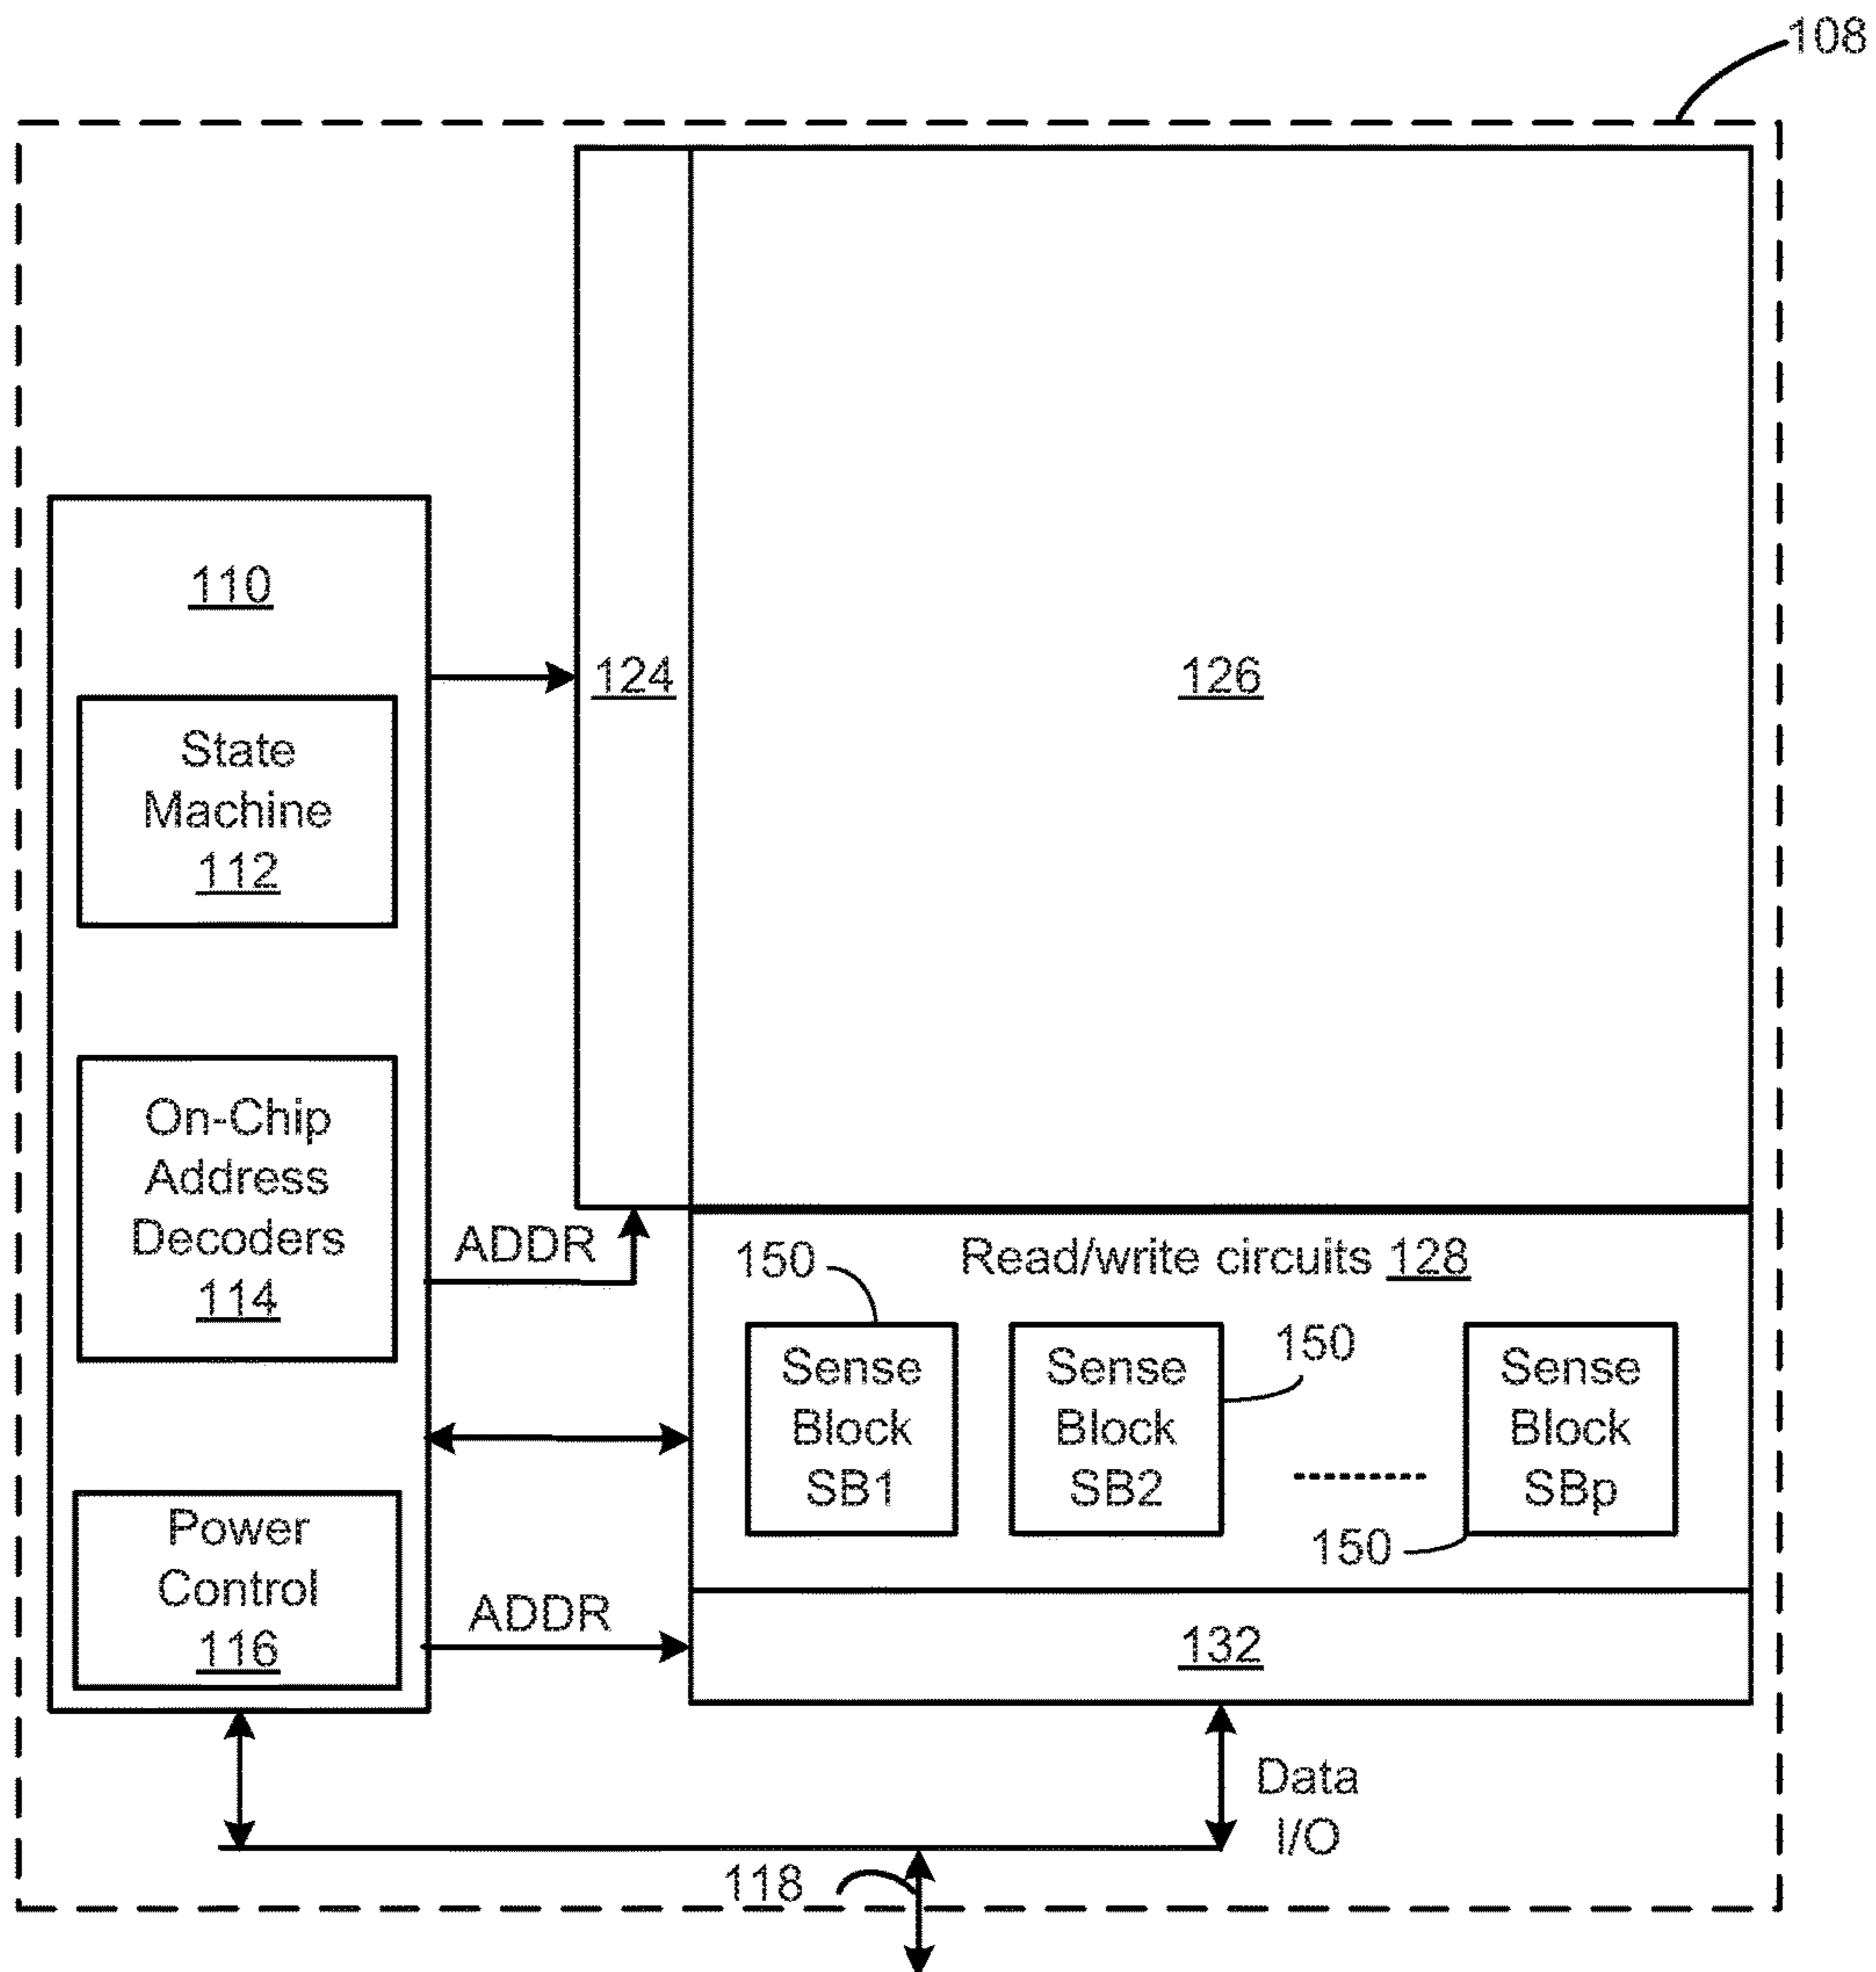 108
110
124
126
State
Machine
112
On-Chip
Address
Decoders
114
ADDR
Read/write circuits 128
150
150
Sense
Block
SB1
Sense
Block
SB2
Sense
Block
SBp
150
Power
Control
116
ADDR
132
Data
I/O
118